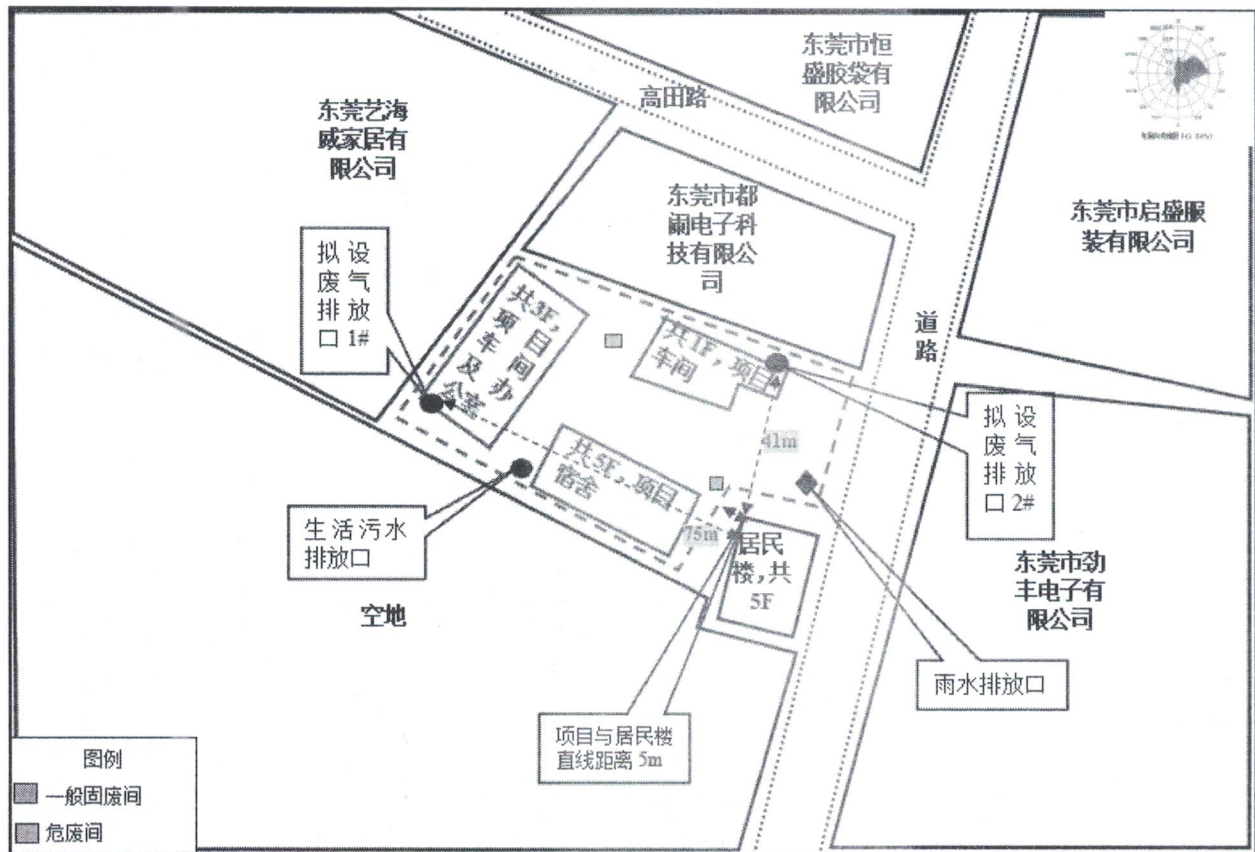 东莞市恒
盛胶袋有
限公司
高田路
东莞艺海
威家居有
限公司
东莞市都
阚电子科
技有限公
司
东莞市启盛服
装有限公司
拟设
废气
排放
口1#
共3F,
项目
车间
及办
公室
共1F,项目
车间
道路
41m
拟设
废气
排放
口2#
共5F,项目
宿舍
75m
生活污水
排放口
居民
楼,共
5F
东莞市劲
丰电子有
限公司
空地
雨水排放口
项目与居民楼
直线距离 5m
图例
一般固废间
危废间